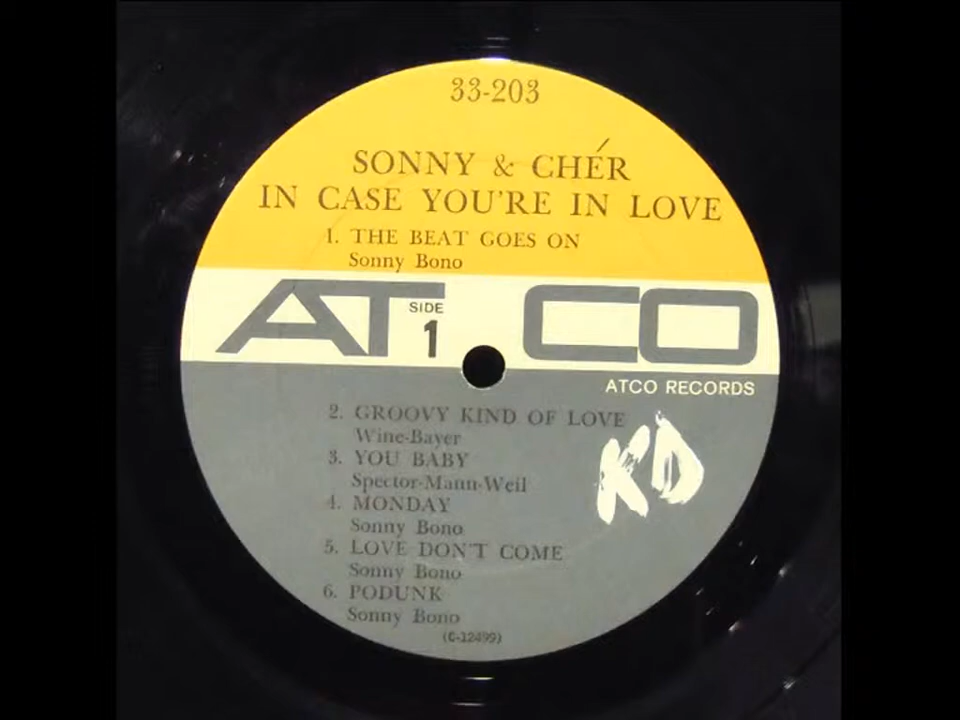 33-203
SONNY & CHÉR
IN CASE YOU'RE IN LOVE
1. THE BEAT GOES ON
Sonny Bono
ATCO
SIDE
1
ATCO RECORDS
2. GROOVY KIND OF LOVE
Wine-Bayer
3. YOU BABY
Spector-Mann-Weil
4. MONDAY
Sonny Bono
5. LOVE DON'T COME
Sonny Bono
6. PODUNK
Sonny Bono
(C-12499)
KD